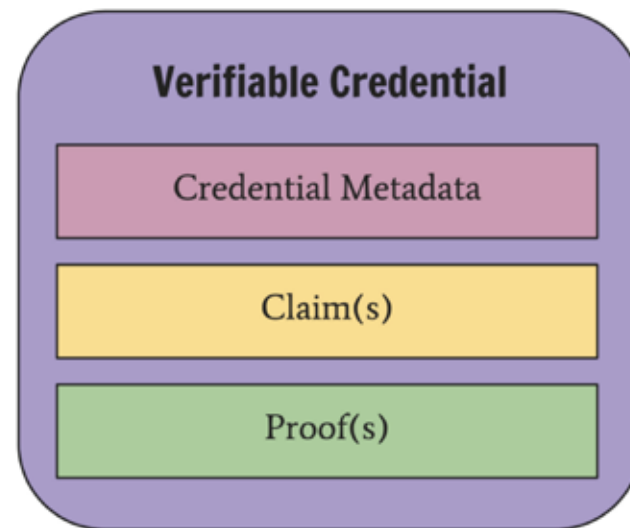 Verifiable Credential
Credential Metadata
Claim(s)
Proof(s)